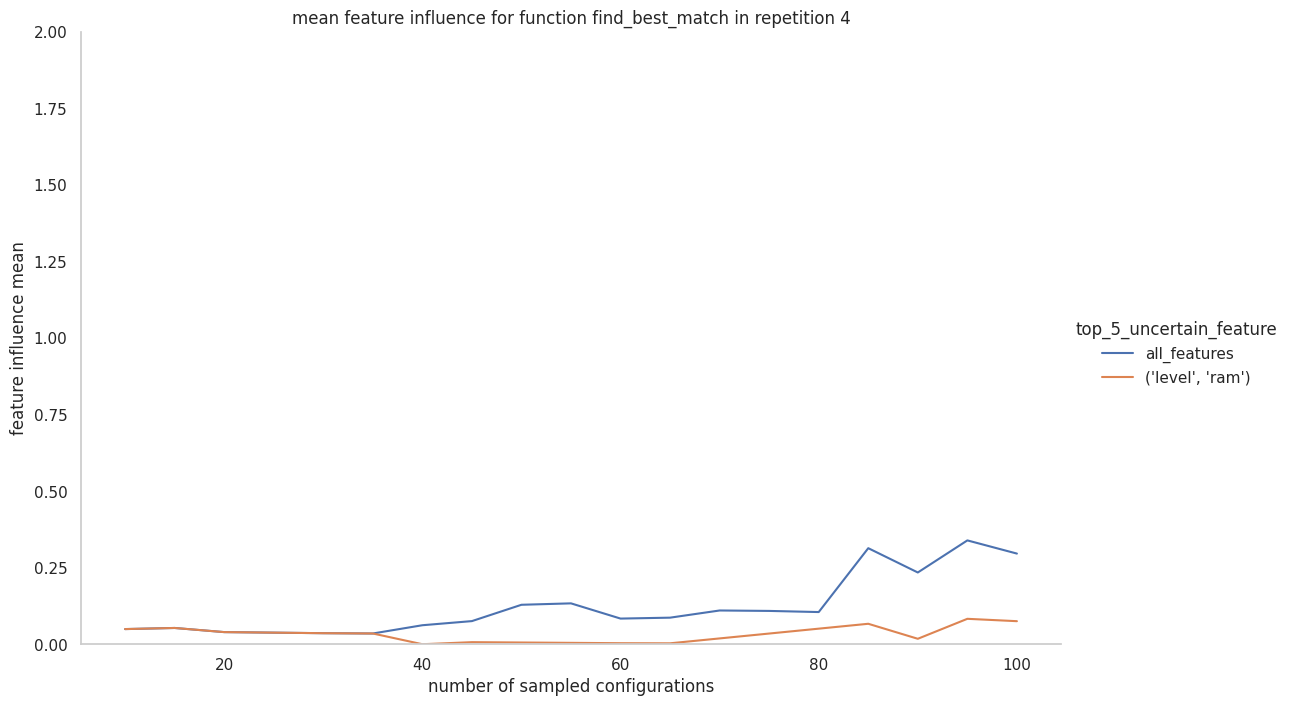 mean feature influence for function find_best_match in repetition 4
2.00
1.75
1.50
1.25
1.00
0.75
0.50
0.25
0.00
feature influence mean
20 40 60 80 100
number of sampled configurations
top_5_uncertain_feature
all_features
('level', 'ram')